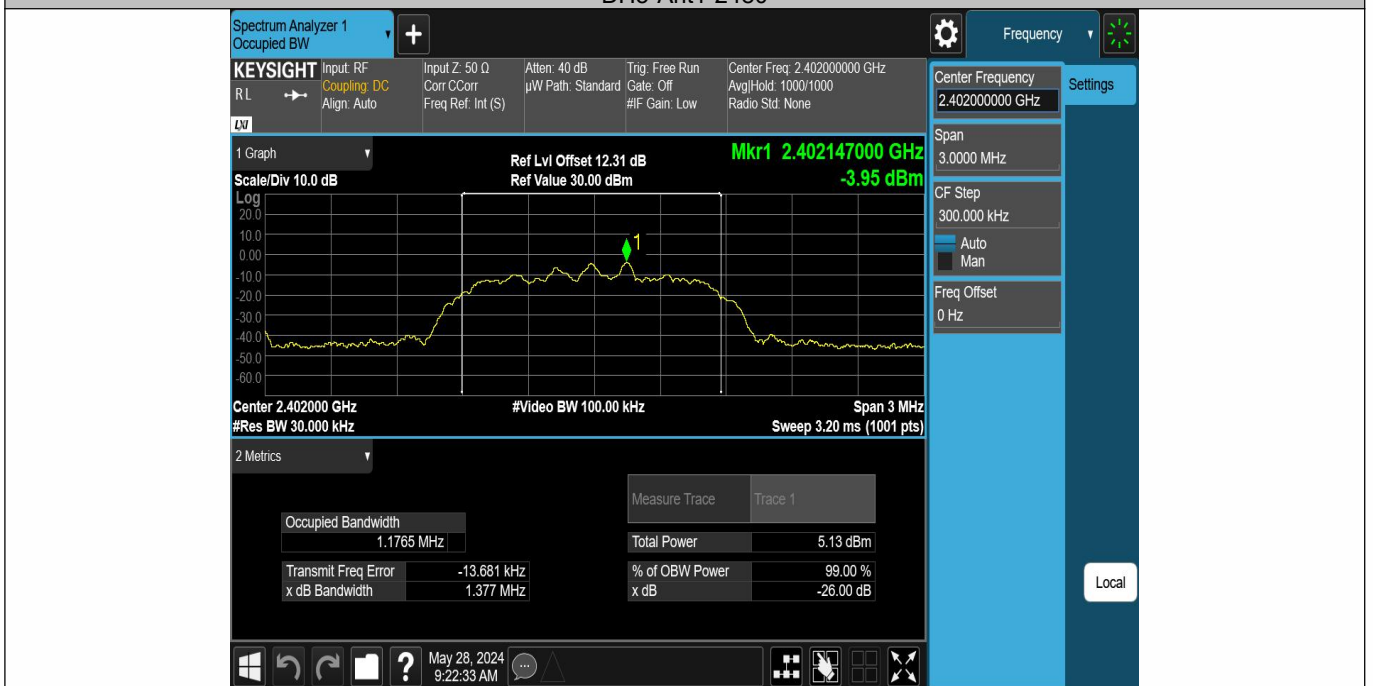 Spectrum Analyzer 1
Occupied BW
Frequency
KEYSIGHT
R L
LXI
Input: RF
Coupling: DC
Align: Auto
Input Z: 50 Ω
Corr CCorr
Freq Ref: Int (S)
Atten: 40 dB
µW Path: Standard
Trig: Free Run
Gate: Off
#IF Gain: Low
Center Freq: 2.402000000 GHz
Avg|Hold: 1000/1000
Radio Std: None
Center Frequency
2.402000000 GHz
Settings
Span
3.0000 MHz
CF Step
300.000 kHz
Auto
Man
Freq Offset
0 Hz
Local
1 Graph
Scale/Div 10.0 dB
Ref Lvl Offset 12.31 dB
Ref Value 30.00 dBm
Mkr1 2.402147000 GHz
-3.95 dBm
Log
20.0
10.0
0.00
-10.0
-20.0
-30.0
-40.0
-50.0
-60.0
1
Center 2.402000 GHz
#Video BW 100.00 kHz
Span 3 MHz
#Res BW 30.000 kHz
Sweep 3.20 ms (1001 pts)
2 Metrics
Measure Trace Trace 1
Occupied Bandwidth
1.1765 MHz
Total Power 5.13 dBm
Transmit Freq Error -13.681 kHz
% of OBW Power 99.00 %
x dB Bandwidth 1.377 MHz
x dB -26.00 dB
?
May 28, 2024
9:22:33 AM